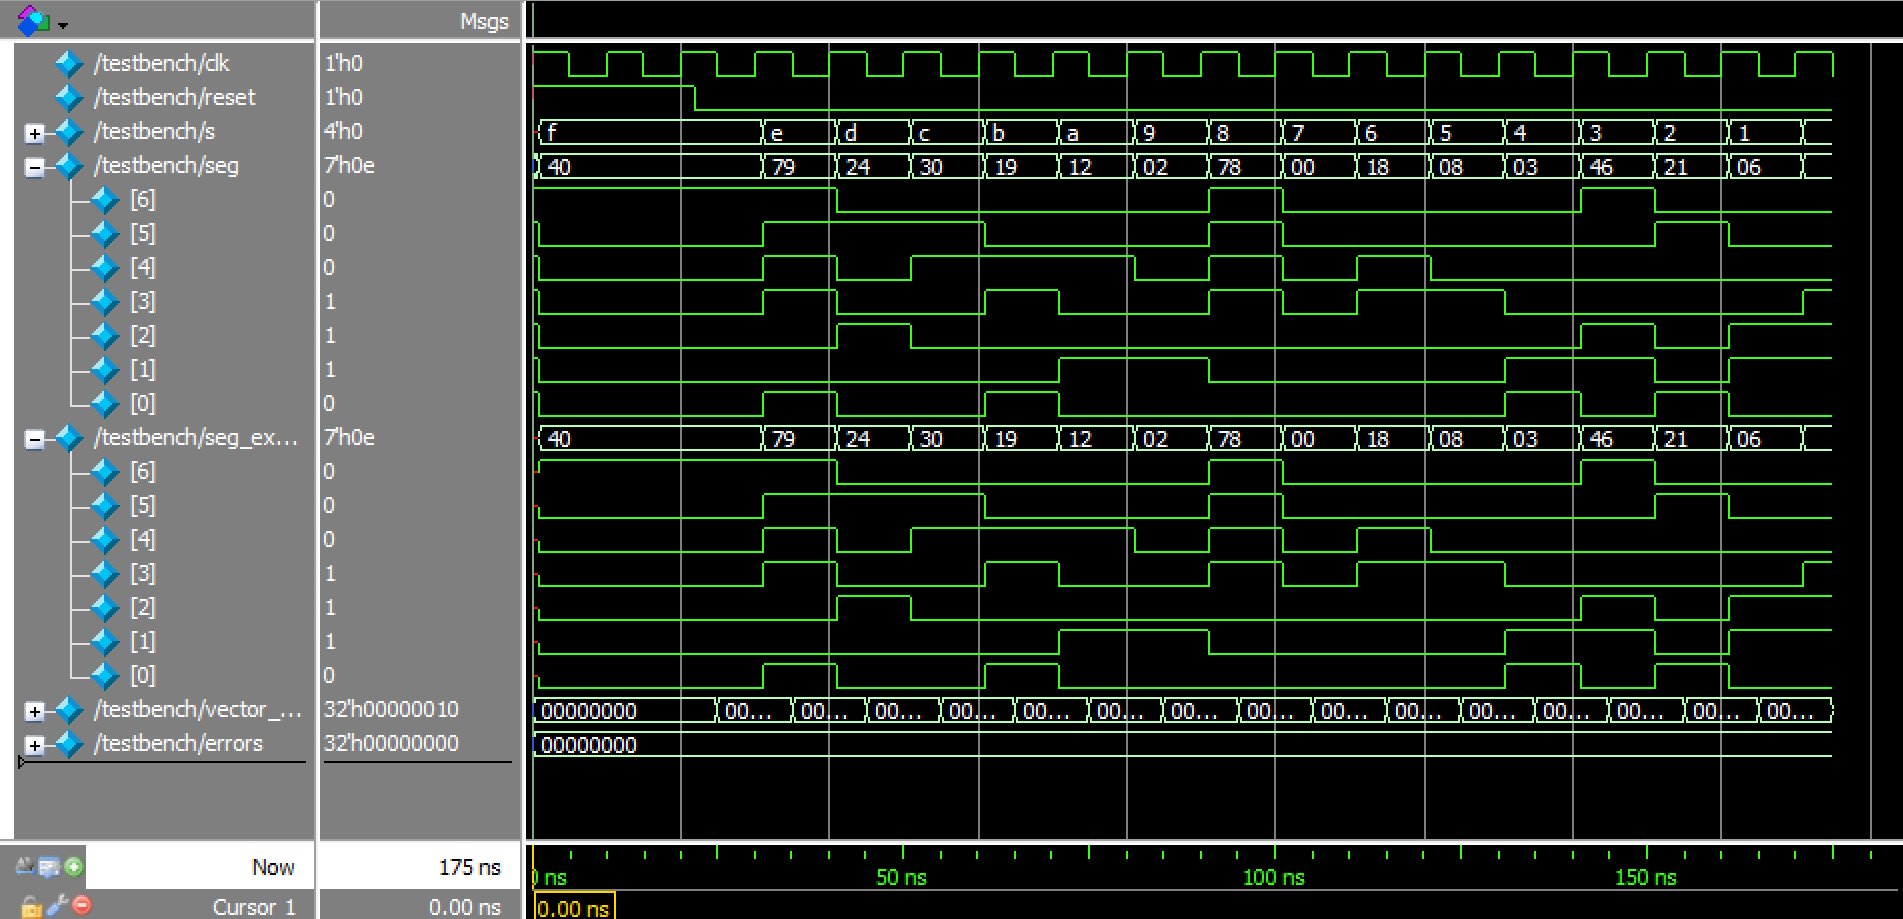 Msgs
/testbench/clk 1'h0
/testbench/reset 1'h0
/testbench/s 4'h0 f e d c b a 9 8 7 6 5 4 3 2 1
/testbench/seg 7'h0e 40 79 24 30 19 12 02 78 00 18 08 03 46 21 06
[6] 0
[5] 0
[4] 0
[3] 1
[2] 1
[1] 1
[0] 0
/testbench/seg_ex... 7'h0e 40 79 24 30 19 12 02 78 00 18 08 03 46 21 06
[6] 0
[5] 0
[4] 0
[3] 1
[2] 1
[1] 1
[0] 0
/testbench/vector_... 32'h00000010 00000000 00... 00... 00... 00... 00... 00... 00... 00... 00... 00... 00... 00... 00... 00... 00...
/testbench/errors 32'h00000000 00000000
Now 175 ns 0 ns 50 ns 100 ns 150 ns
Cursor 1 0.00 ns 0.00 ns